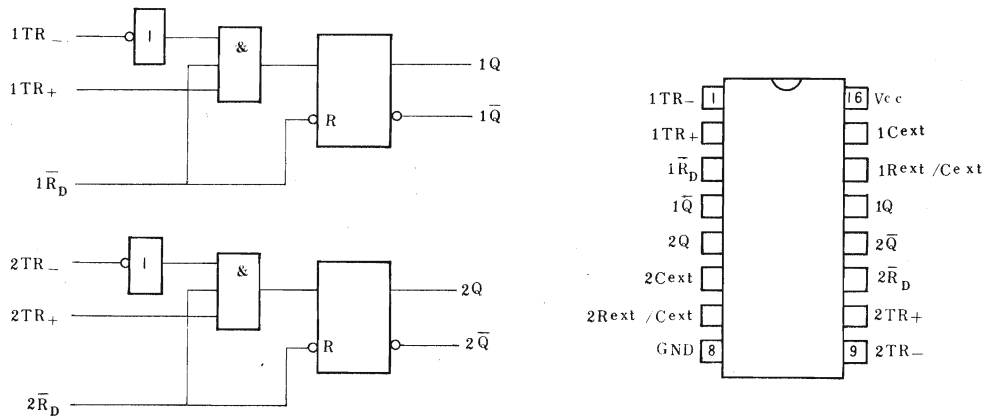 1TR−
1
&
1TR+
1Q
1Q̅
R
1R̅D
2TR−
1
&
2TR+
2Q
2Q̅
R
2R̅D
1TR− 1 16 Vcc
1TR+ 1Cext
1R̅D 1Rext/Cext
1Q̅ 1Q
2Q 2Q̅
2Cext 2R̅D
2Rext/Cext 2TR+
GND 8 9 2TR−